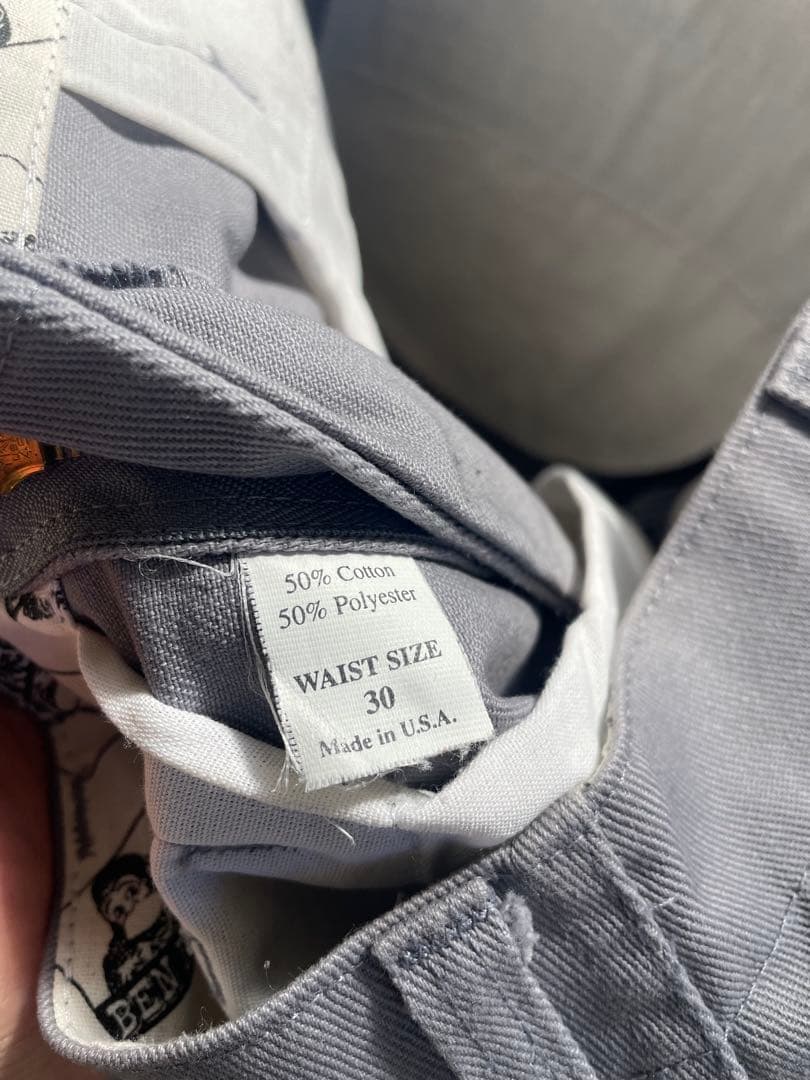 50% Cotton
50% Polyester
WAIST SIZE
30
Made in U.S.A.
BEN